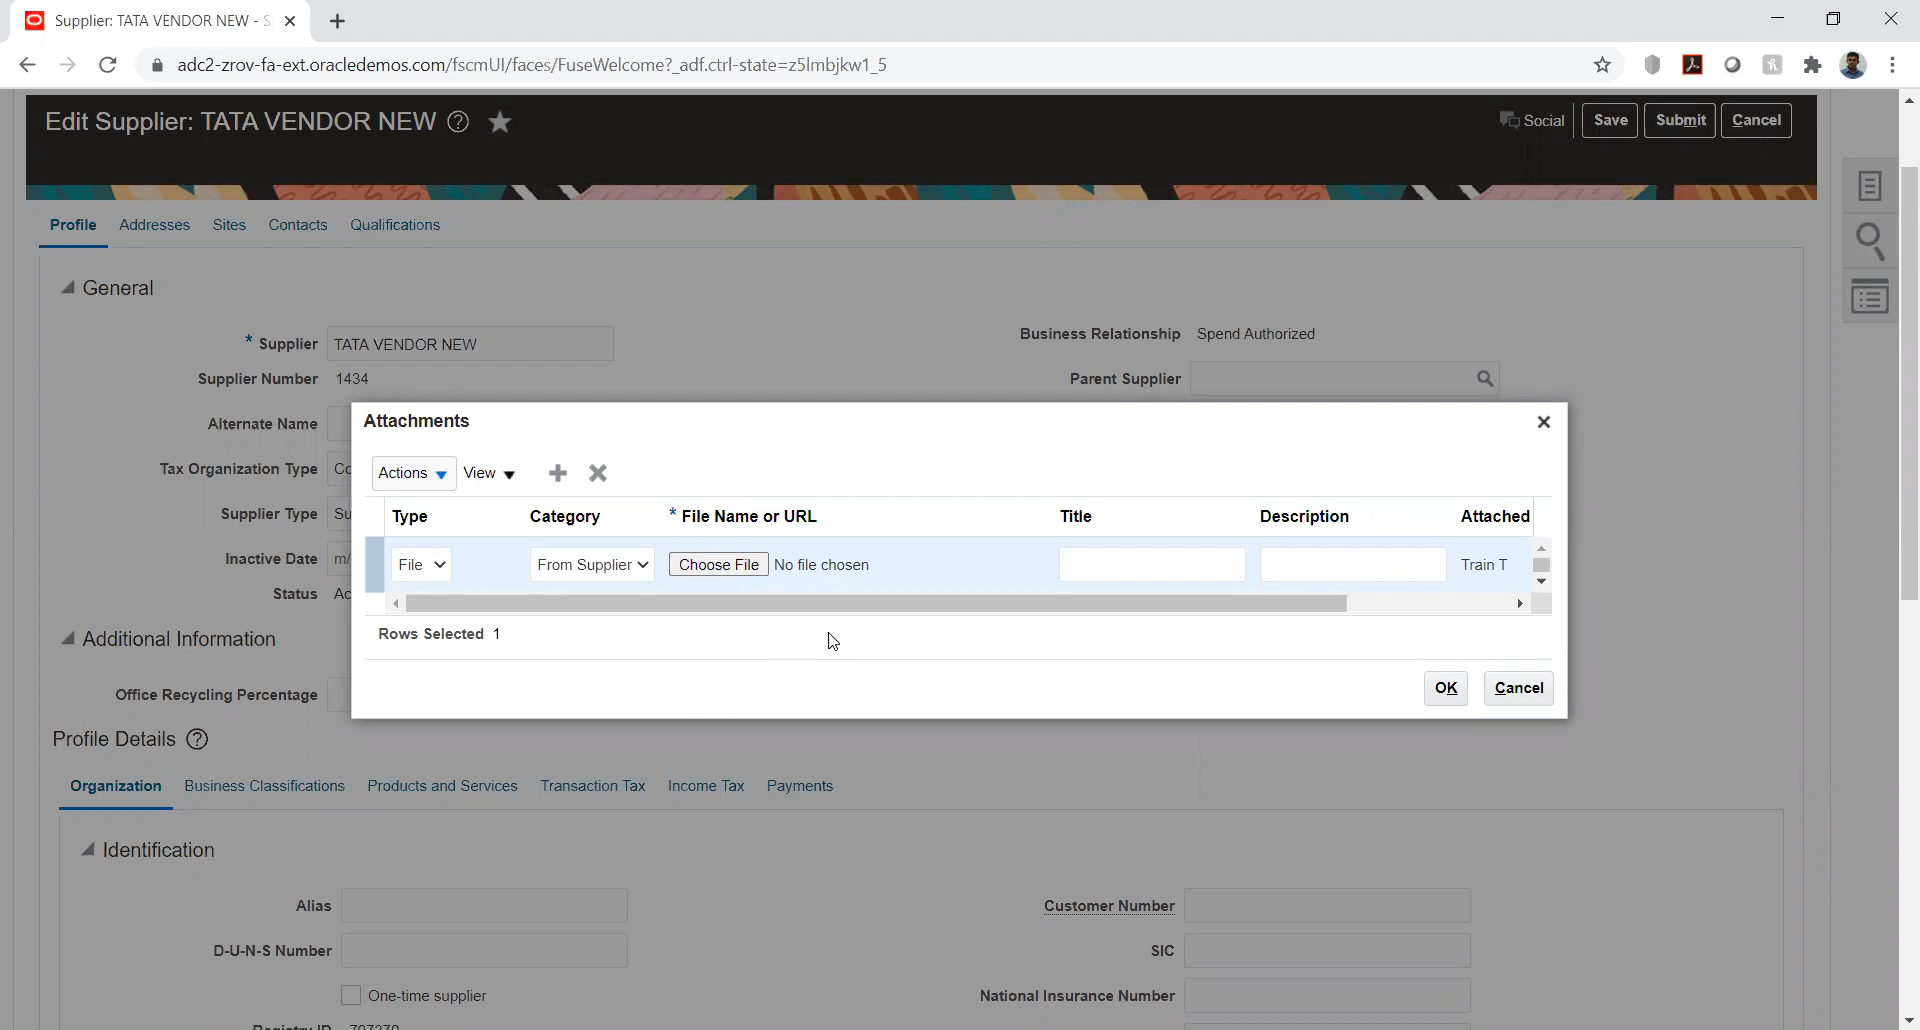 Supplier: TATA VENDOR NEW - S
adc2-zrov-fa-ext.oracledemos.com/fscmUI/faces/FuseWelcome?_adf.ctrl-state=z5lmbjkw1_5
Edit Supplier: TATA VENDOR NEW ?
Social Save Submit Cancel
Profile Addresses Sites Contacts Qualifications
General
* Supplier TATA VENDOR NEW
Business Relationship Spend Authorized
Supplier Number 1434
Parent Supplier
Alternate Name
Tax Organization Type Co
Supplier Type Su
Inactive Date m/
Status Ac
Attachments
Actions View
Type Category * File Name or URL Title Description Attached
File From Supplier Choose File No file chosen Train T
Rows Selected 1
OK Cancel
Additional Information
Office Recycling Percentage
Profile Details ?
Organization Business Classifications Products and Services Transaction Tax Income Tax Payments
Identification
Alias
Customer Number
D-U-N-S Number
SIC
One-time supplier
National Insurance Number
Registry ID